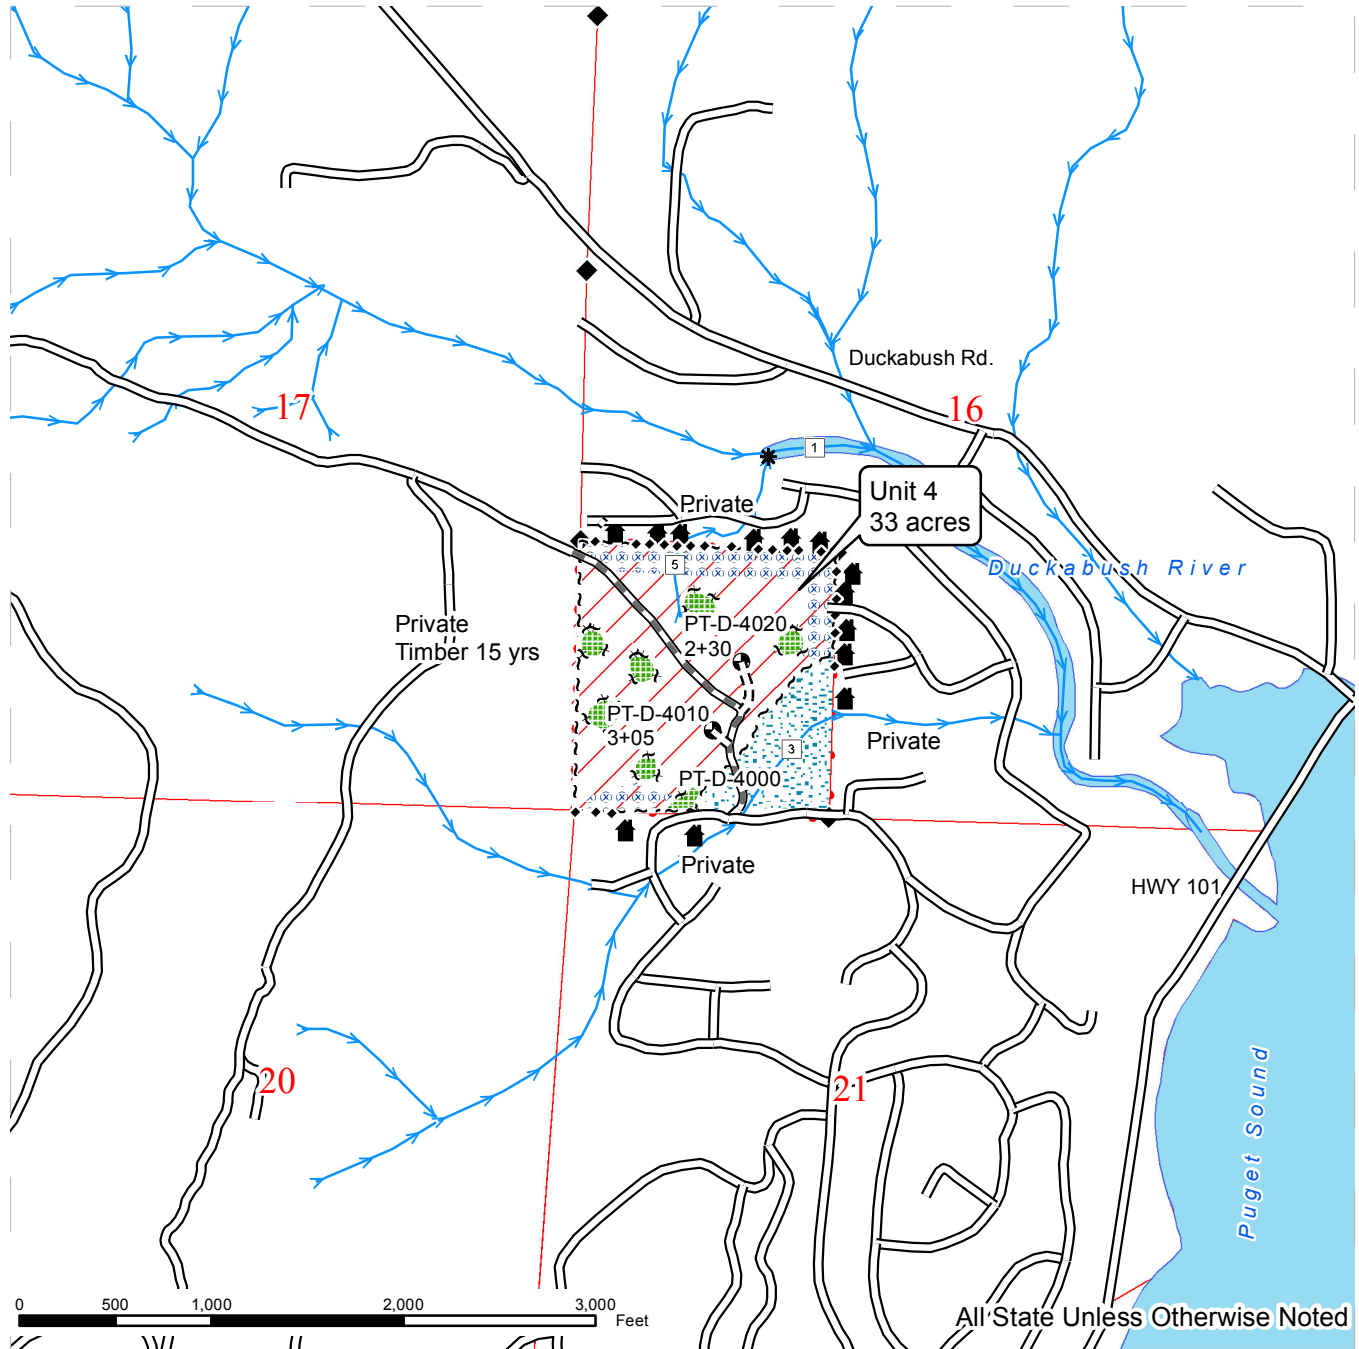 Duckabush Rd.
17
16
1
Unit 4
33 acres
Private
5
Duckabush River
Private
Timber 15 yrs
PT-D-4020
2+30
PT-D-4010
3+05
3
Private
PT-D-4000
Private
HWY 101
20
21
Puget Sound
0 500 1,000 2,000 3,000
Feet
All State Unless Otherwise Noted